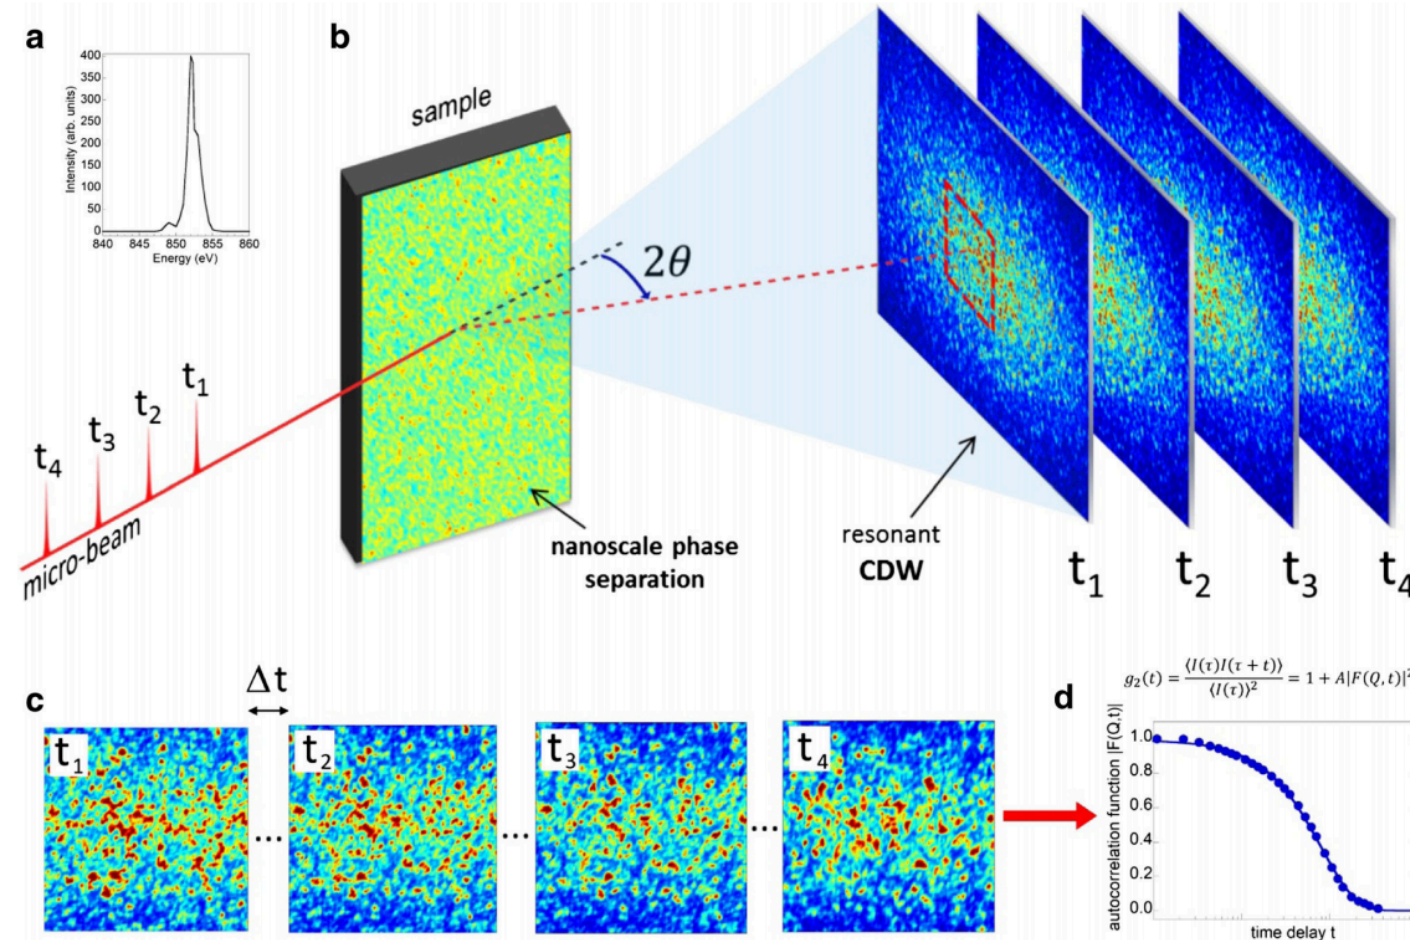 a
400
350
300
250
200
150
100
50
0
Intensity (arb. units)
840 845 850 855 860
Energy (eV)
b
sample
2θ
t1
t2
t3
t4
micro-beam
nanoscale phase
separation
resonant
CDW
t1 t2 t3 t4
c
Δt
t1
...
t2
...
t3
...
t4
d
g₂(t) = ⟨I(τ)I(τ + t)⟩ / ⟨I(τ)⟩² = 1 + A|F(Q, t)|²
autocorrelation function |F(Q,t)|
1.0
0.8
0.6
0.4
0.2
0.0
time delay t